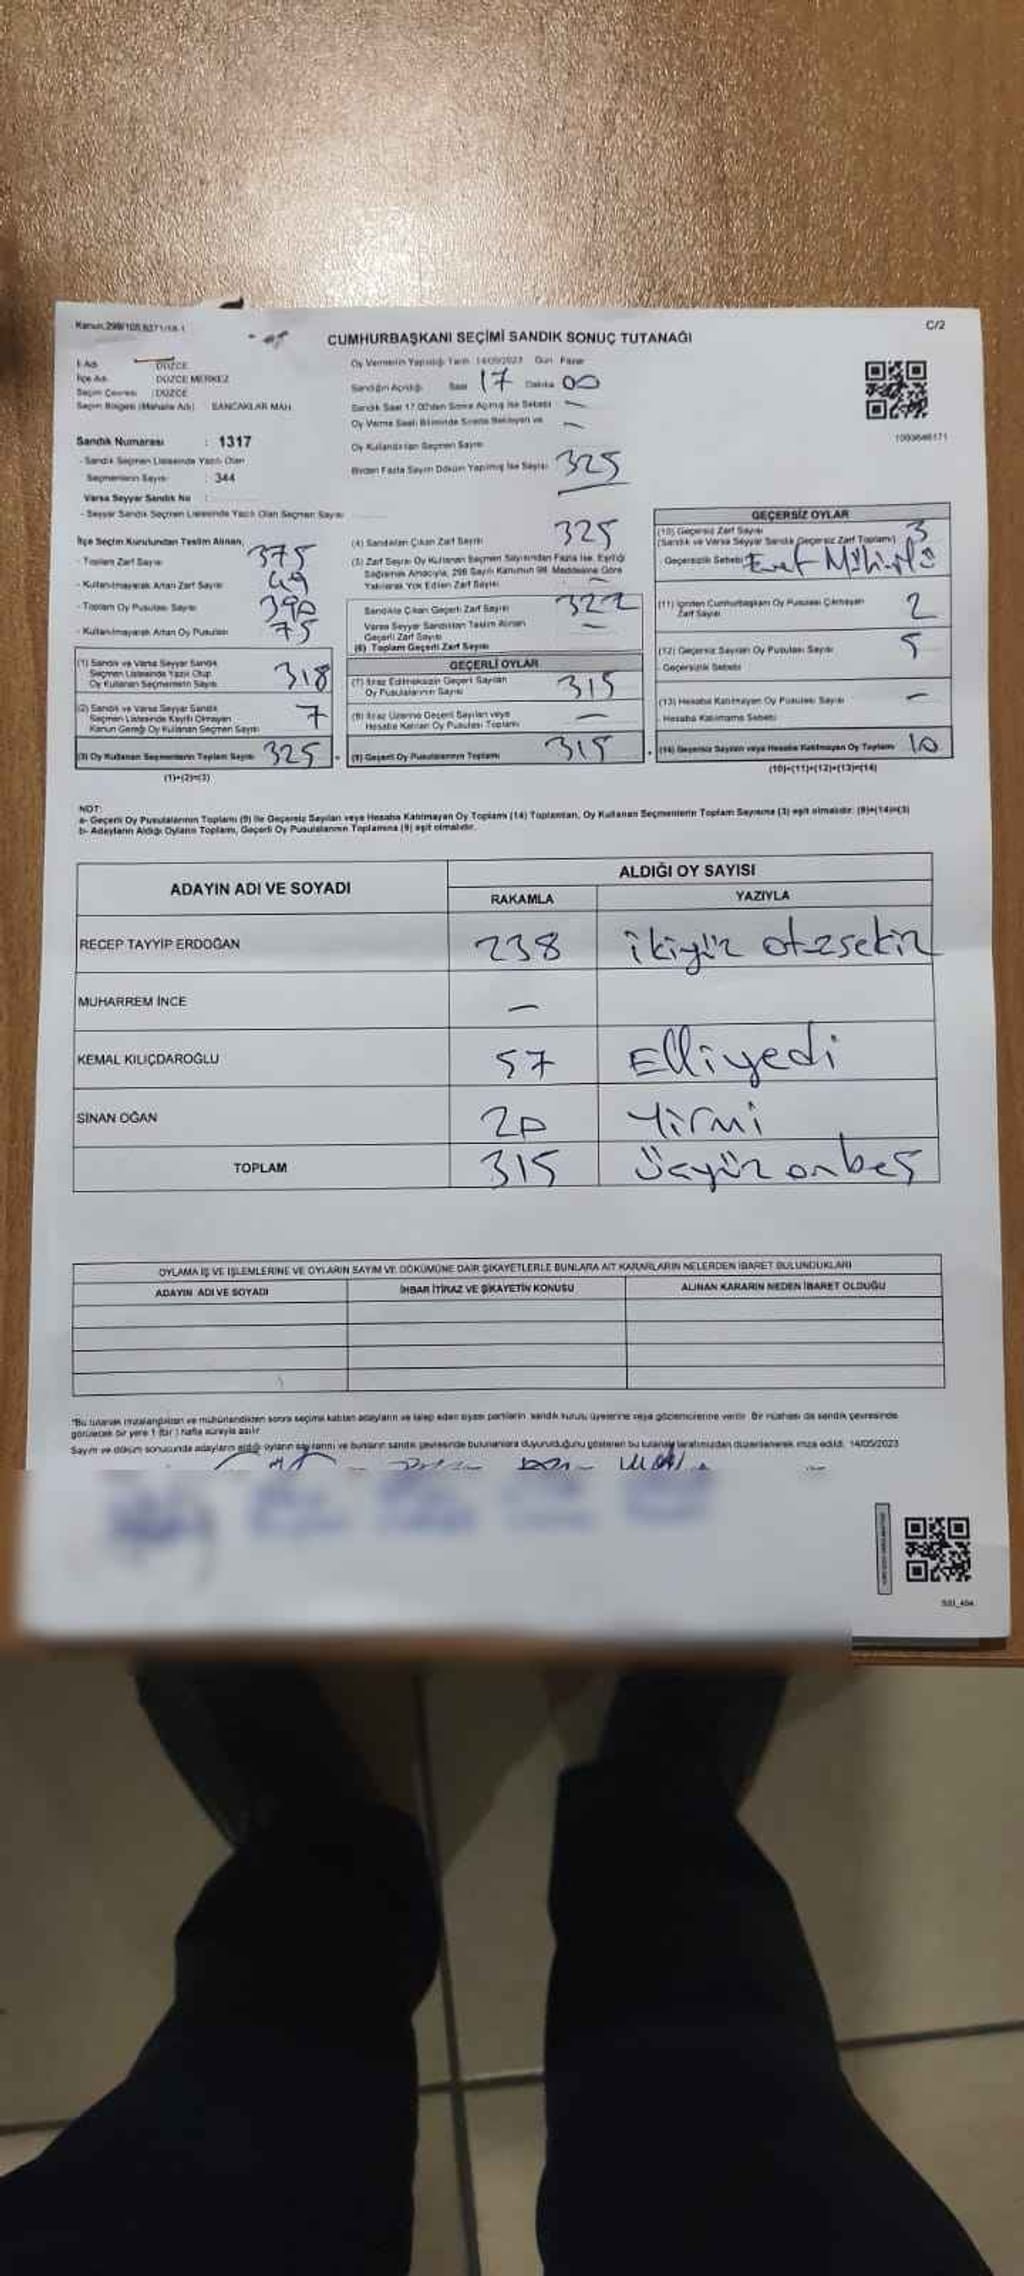 Kanun:298/105,6271/18-1
C/2
CUMHURBAŞKANI SEÇİMİ SANDIK SONUÇ TUTANAĞI
İl Adı : DÜZCE
İlçe Adı : DÜZCE MERKEZ
Seçim Çevresi : DÜZCE
Seçim Bölgesi (Mahalle Adı) : SANCAKLAR MAH.
Sandık Numarası : 1317
- Sandık Seçmen Listesinde Yazılı Olan
Seçmenlerin Sayısı : 344
Varsa Seyyar Sandık No :
- Seyyar Sandık Seçmen Listesinde Yazılı Olan Seçmen Sayısı
Oy Vermenin Yapıldığı Tarih 14/05/2023 Gün Pazar
Sandığın Açıldığı Saat 17 Dakika 00
Sandık Saat 17.00'den Sonra Açılmış İse Sebebi : —
Oy Verme Saati Bitiminde Sırada Bekleyen ve —
Oy Kullandırılan Seçmen Sayısı
Birden Fazla Sayım Döküm Yapılmış İse Sayısı 325
1009646171
İlçe Seçim Kurulundan Teslim Alınan,
- Toplam Zarf Sayısı 375
- Kullanılmayarak Artan Zarf Sayısı 49
- Toplam Oy Pusulası Sayısı 390
- Kullanılmayarak Artan Oy Pusulası 75
(1) Sandık ve Varsa Seyyar Sandık
Seçmen Listesinde Yazılı Olup
Oy Kullanan Seçmenlerin Sayısı 318
(2) Sandık ve Varsa Seyyar Sandık
Seçmen Listesinde Kayıtlı Olmayan
Kanun Gereği Oy Kullanan Seçmen Sayısı 7
(3) Oy Kullanan Seçmenlerin Toplam Sayısı 325
(1)+(2)=(3)
(4) Sandıktan Çıkan Zarf Sayısı 325
(5) Zarf Sayısı Oy Kullanan Seçmen Sayısından Fazla İse, Eşitliği
Sağlamak Amacıyla, 298 Sayılı Kanunun 98. Maddesine Göre
Yakılarak Yok Edilen Zarf Sayısı —
Sandıkta Çıkan Geçerli Zarf Sayısı 322
Varsa Seyyar Sandıktan Teslim Alınan
Geçerli Zarf Sayısı —
(6) Toplam Geçerli Zarf Sayısı
GEÇERLİ OYLAR
(7) İtiraz Edilmeksizin Geçerli Sayılan
Oy Pusulalarının Sayısı 315
(8) İtiraz Üzerine Geçerli Sayılan veya
Hesaba Katılan Oy Pusulası Toplamı —
(9) Geçerli Oy Pusulalarının Toplamı 315
GEÇERSİZ OYLAR
(10) Geçersiz Zarf Sayısı 3
(Sandık ve Varsa Seyyar Sandık Geçersiz Zarf Toplamı)
Geçersizlik Sebebi Evet Mühürlü
(11) İçinden Cumhurbaşkanı Oy Pusulası Çıkmayan
Zarf Sayısı 2
(12) Geçersiz Sayılan Oy Pusulası Sayısı 5
Geçersizlik Sebebi
(13) Hesaba Katılmayan Oy Pusulası Sayısı —
Hesaba Katılmama Sebebi
(14) Geçersiz Sayılan veya Hesaba Katılmayan Oy Toplamı 10
(10)+(11)+(12)+(13)=(14)
NOT:
a- Geçerli Oy Pusulalarının Toplamı (9) ile Geçersiz Sayılan veya Hesaba Katılmayan Oy Toplamı (14) Toplamları, Oy Kullanan Seçmenlerin Toplam Sayısına (3) eşit olmalıdır. (9)+(14)=(3)
b- Adayların Aldığı Oyların Toplamı, Geçerli Oy Pusulalarının Toplamına (9) eşit olmalıdır.
ADAYIN ADI VE SOYADI
ALDIĞI OY SAYISI
RAKAMLA YAZIYLA
RECEP TAYYİP ERDOĞAN 238 ikiyüz otuzsekiz
MUHARREM İNCE —
KEMAL KILIÇDAROĞLU 57 Elliyedi
SİNAN OĞAN 20 Yirmi
TOPLAM 315 üçyüz onbeş
OYLAMA İŞ VE İŞLEMLERİNE VE OYLARIN SAYIM VE DÖKÜMÜNE DAİR ŞİKAYETLERLE BUNLARA AİT KARARLARIN NELERDEN İBARET BULUNDUKLARI
ADAYIN ADI VE SOYADI İHBAR İTİRAZ VE ŞİKAYETİN KONUSU ALINAN KARARIN NEDEN İBARET OLDUĞU
"Bu tutanak imzalandıktan ve mühürlendikten sonra seçime katılan adayların ve talep eden siyasi partilerin sandık kurulu üyelerine veya gözlemcilerine verilir. Bir nüshası da sandık çevresinde
görülecek bir yere 1 (bir) hafta süreyle asılır.
Sayım ve döküm sonucunda adayların aldığı oyların sayılarını ve bunların sandık çevresinde bulunanlara duyurulduğunu gösteren bu tutanak tarafımızdan düzenlenerek imza edildi. 14/05/2023